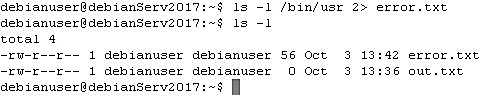 debianuser@debianServ2017:~$ ls -l /bin/usr 2> error.txt
debianuser@debianServ2017:~$ ls -l
total 4
-rw-r--r-- 1 debianuser debianuser 56 Oct  3 13:42 error.txt
-rw-r--r-- 1 debianuser debianuser  0 Oct  3 13:36 out.txt
debianuser@debianServ2017:~$